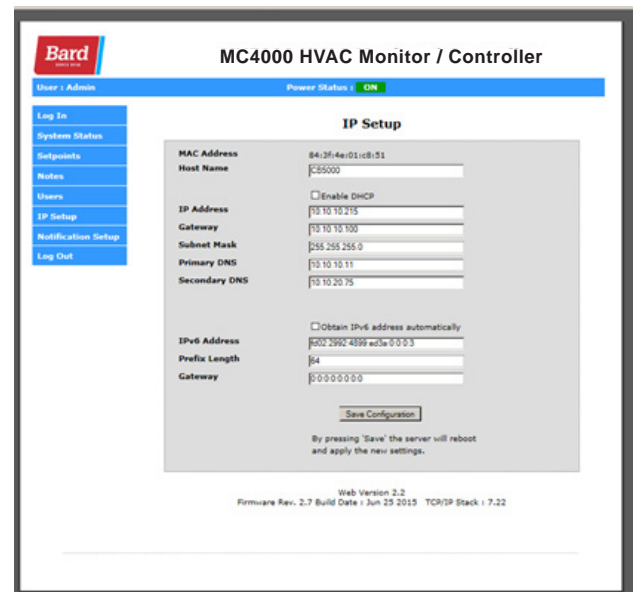 Bard
MC4000 HVAC Monitor / Controller
User : Admin
Power Status : ON
Log In
System Status
Setpoints
Notes
Users
IP Setup
Notification Setup
Log Out
IP Setup
MAC Address 84:3f:4e:01:c8:51
Host Name CB5000
Enable DHCP
IP Address 10.10.10.215
Gateway 10.10.10.100
Subnet Mask 255.255.255.0
Primary DNS 10.10.10.11
Secondary DNS 10.10.20.75
Obtain IPv6 address automatically
IPv6 Address fd02:2992:4899:ed3a:0:0:0:3
Prefix Length 64
Gateway 0:0:0:0:0:0:0:0
Save Configuration
By pressing 'Save' the server will reboot
and apply the new settings.
Web Version 2.2
Firmware Rev. 2.7 Build Date : Jun 25 2015 TCP/IP Stack : 7.22